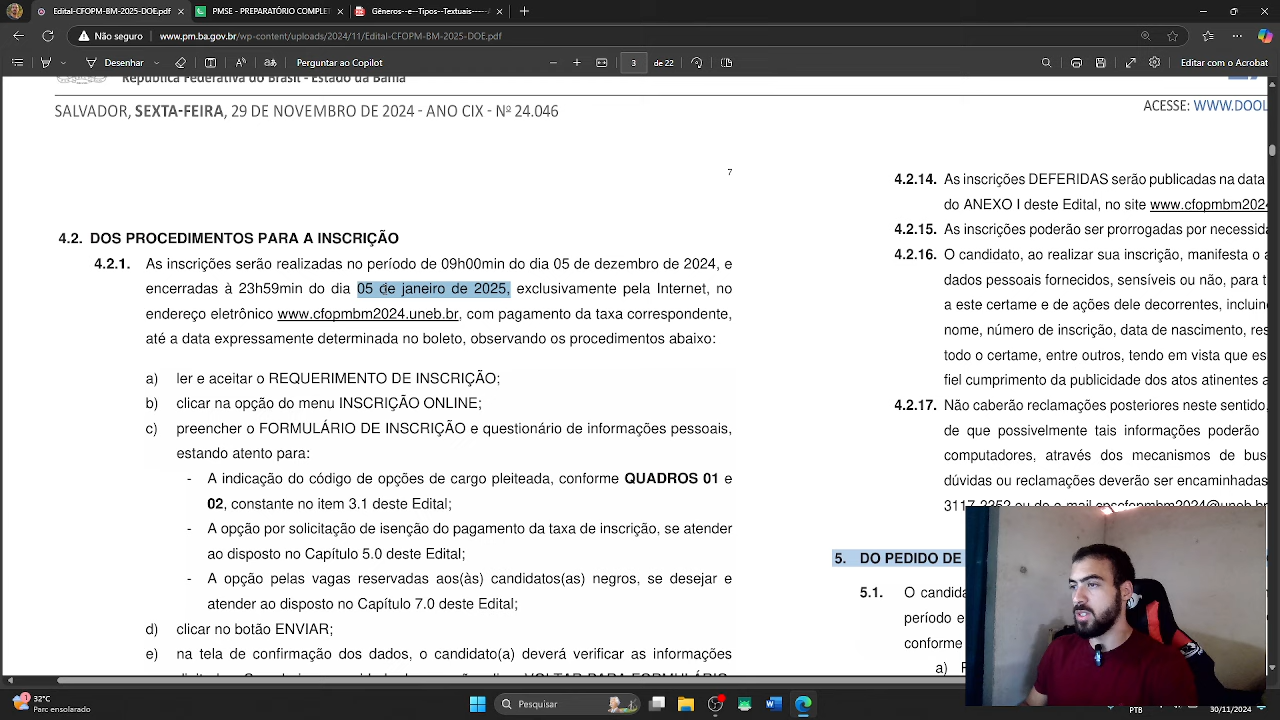 Edital-CFOPM-BM-2025-DOE.pdf
PMSE - PREPARATÓRIO COMPLET
Gêneros-e-Tipos-Textuais-
Não seguro
www.pm.ba.gov.br/wp-content/uploads/2024/11/Edital-CFOPM-BM-2025-DOE.pdf
Desenhar
Perguntar ao Copilot
3
de 22
Editar com o Acrobat
República Federativa do Brasil - Estado da Bahia
SALVADOR, SEXTA-FEIRA, 29 DE NOVEMBRO DE 2024 - ANO CIX - Nº 24.046
ACESSE: WWW.DOOL
7
4.2. DOS PROCEDIMENTOS PARA A INSCRIÇÃO
4.2.1. As inscrições serão realizadas no período de 09h00min do dia 05 de dezembro de 2024, e
encerradas à 23h59min do dia 05 de janeiro de 2025, exclusivamente pela Internet, no
endereço eletrônico www.cfopmbm2024.uneb.br, com pagamento da taxa correspondente,
até a data expressamente determinada no boleto, observando os procedimentos abaixo:
a) ler e aceitar o REQUERIMENTO DE INSCRIÇÃO;
b) clicar na opção do menu INSCRIÇÃO ONLINE;
c) preencher o FORMULÁRIO DE INSCRIÇÃO e questionário de informações pessoais,
estando atento para:
- A indicação do código de opções de cargo pleiteada, conforme QUADROS 01 e
02, constante no item 3.1 deste Edital;
- A opção por solicitação de isenção do pagamento da taxa de inscrição, se atender
ao disposto no Capítulo 5.0 deste Edital;
- A opção pelas vagas reservadas aos(às) candidatos(as) negros, se desejar e
atender ao disposto no Capítulo 7.0 deste Edital;
d) clicar no botão ENVIAR;
e) na tela de confirmação dos dados, o candidato(a) deverá verificar as informações
4.2.14. As inscrições DEFERIDAS serão publicadas na data
do ANEXO I deste Edital, no site www.cfopmbm202
4.2.15. As inscrições poderão ser prorrogadas por necessida
4.2.16. O candidato, ao realizar sua inscrição, manifesta o
dados pessoais fornecidos, sensíveis ou não, para t
a este certame e de ações dele decorrentes, incluin
nome, número de inscrição, data de nascimento, res
todo o certame, entre outros, tendo em vista que es
fiel cumprimento da publicidade dos atos atinentes a
4.2.17. Não caberão reclamações posteriores neste sentido,
de que possivelmente tais informações poderão
computadores, através dos mecanismos de bus
dúvidas ou reclamações deverão ser encaminhadas
3117-2352 ou do e-mail
5. DO PEDIDO DE
5.1. O candida
período e
conforme
a)
32°C
Parc ensolarado
Pesquisar
PTB
30/11/2024